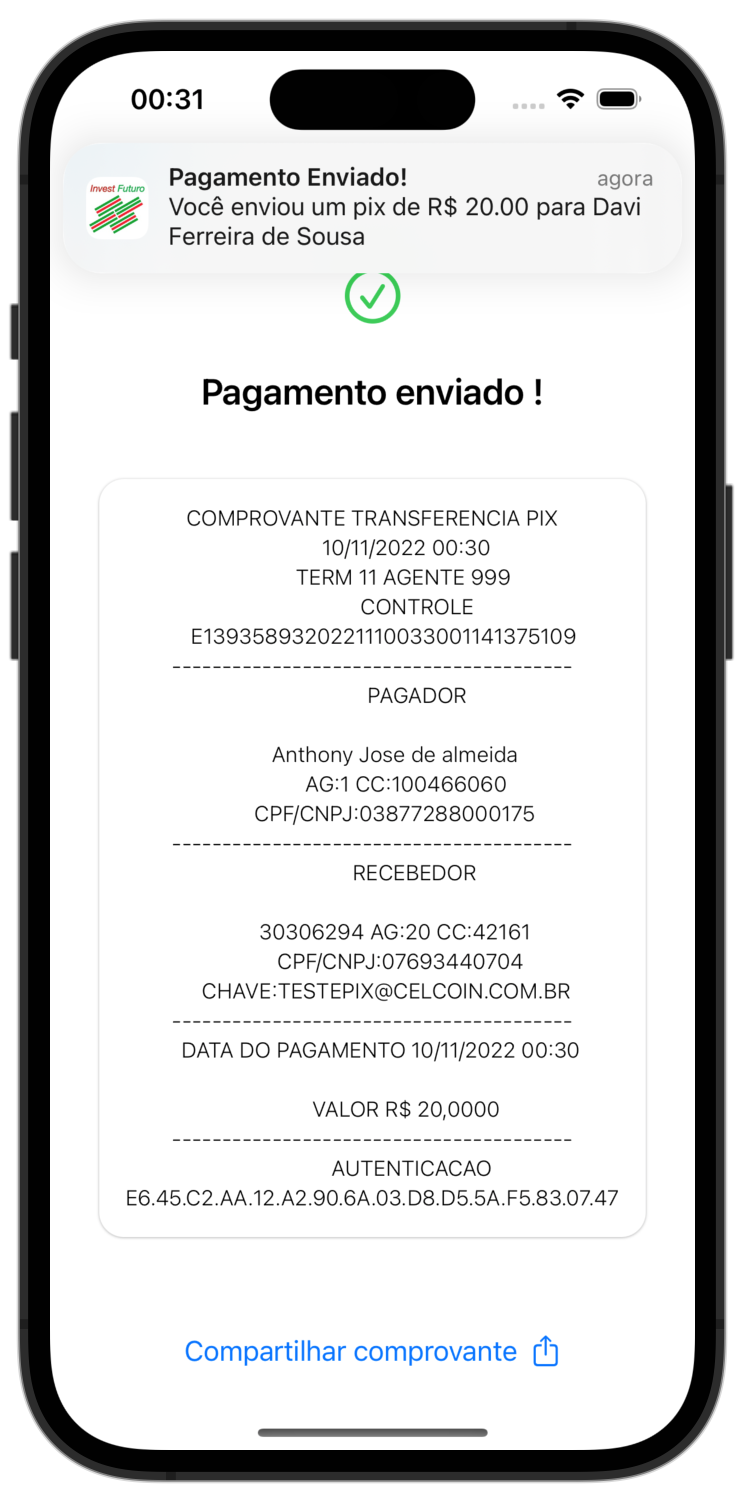 00:31
Invest Futuro
Pagamento Enviado!
agora
Você enviou um pix de R$ 20.00 para Davi
Ferreira de Sousa
Pagamento enviado !
COMPROVANTE TRANSFERENCIA PIX
10/11/2022 00:30
TERM 11 AGENTE 999
CONTROLE
E13935893202211110033001141375109
----------------------------------------
PAGADOR
Anthony Jose de almeida
AG:1 CC:100466060
CPF/CNPJ:03877288000175
----------------------------------------
RECEBEDOR
30306294 AG:20 CC:42161
CPF/CNPJ:07693440704
CHAVE:TESTEPIX@CELCOIN.COM.BR
----------------------------------------
DATA DO PAGAMENTO 10/11/2022 00:30
VALOR R$ 20,0000
----------------------------------------
AUTENTICACAO
E6.45.C2.AA.12.A2.90.6A.03.D8.D5.5A.F5.83.07.47
Compartilhar comprovante